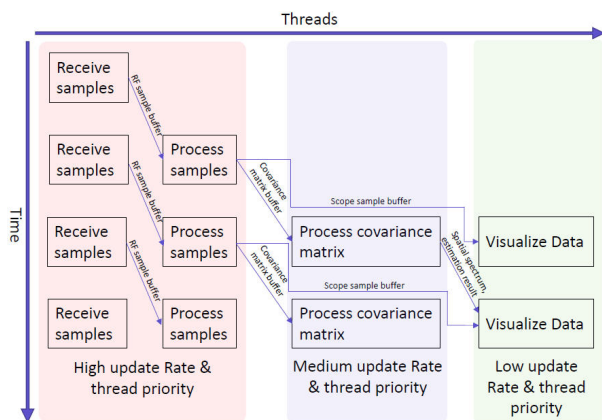 Threads
Time
Receive
samples
RF sample buffer
Receive
samples
Process
samples
RF sample buffer
Covariance
matrix buffer
Scope sample buffer
Receive
samples
Process
samples
Process covariance
matrix
Visualize Data
RF sample buffer
Covariance
matrix buffer
Spatial spectrum,
estimation result
Scope sample buffer
Receive
samples
Process
samples
Process covariance
matrix
Visualize Data
High update Rate &
thread priority
Medium update Rate
& thread priority
Low update
Rate & thread
priority